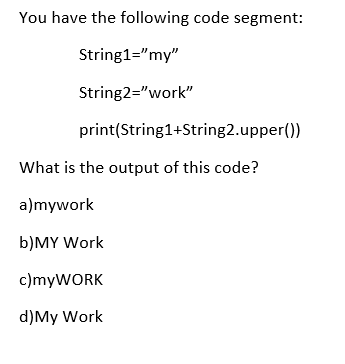 You have the following code segment:
String1=”my”
String2=”work”
print(String1+String2.upper())
What is the output of this code?
a)mywork
b)MY Work
c)myWORK
d)My Work